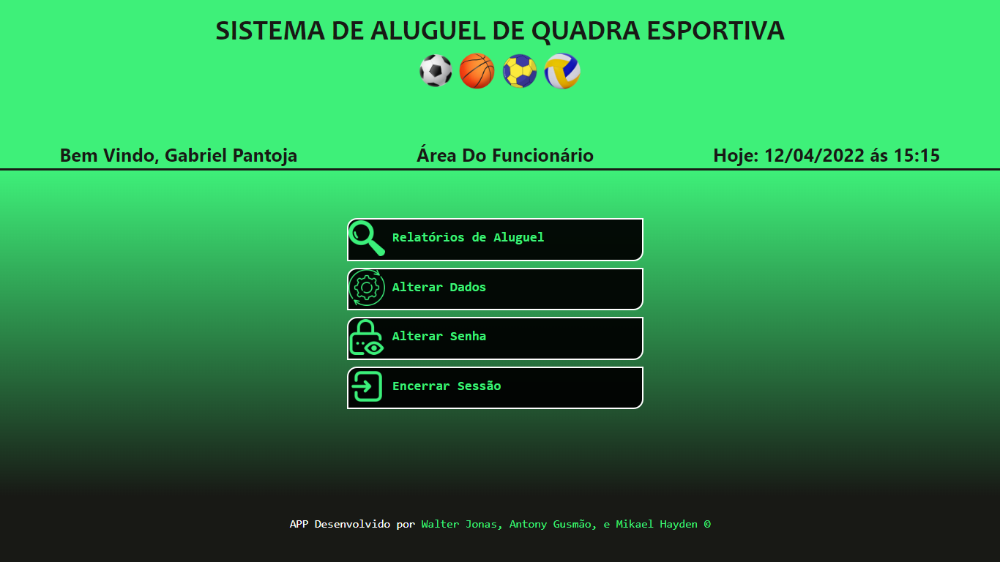 SISTEMA DE ALUGUEL DE QUADRA ESPORTIVA
Bem Vindo, Gabriel Pantoja
Área Do Funcionário
Hoje: 12/04/2022 ás 15:15
Relatórios de Aluguel
Alterar Dados
Alterar Senha
Encerrar Sessão
APP Desenvolvido por Walter Jonas, Antony Gusmão, e Mikael Hayden ©